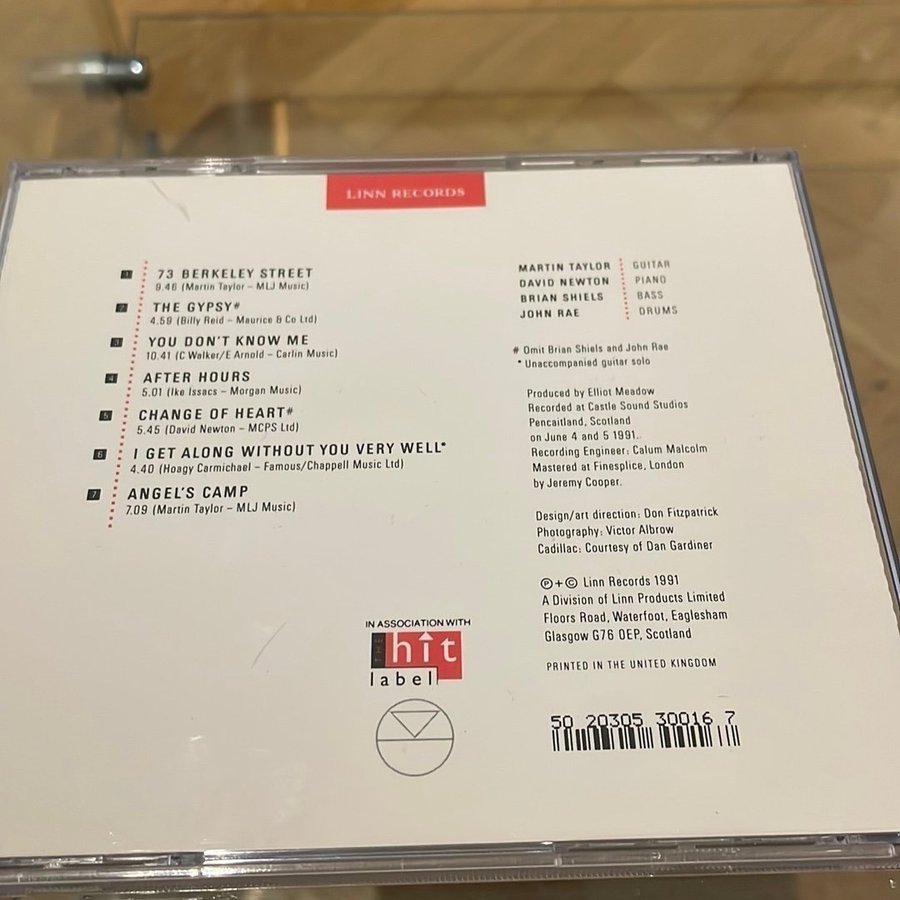 LINN RECORDS
1 73 BERKELEY STREET
9.46 (Martin Taylor – MLJ Music)
2 THE GYPSY#
4.59 (Billy Reid – Maurice & Co Ltd)
3 YOU DON'T KNOW ME
10.41 (C Walker/E Arnold – Carlin Music)
4 AFTER HOURS
5.01 (Ike Issacs – Morgan Music)
5 CHANGE OF HEART#
5.45 (David Newton – MCPS Ltd)
6 I GET ALONG WITHOUT YOU VERY WELL*
4.40 (Hoagy Carmichael – Famous/Chappell Music Ltd)
7 ANGEL'S CAMP
7.09 (Martin Taylor – MLJ Music)
MARTIN TAYLOR GUITAR
DAVID NEWTON PIANO
BRIAN SHIELS BASS
JOHN RAE DRUMS
# Omit Brian Shiels and John Rae
* Unaccompanied guitar solo
Produced by Elliot Meadow
Recorded at Castle Sound Studios
Pencaitland, Scotland
on June 4 and 5 1991.
Recording Engineer: Calum Malcolm
Mastered at Finesplice, London
by Jeremy Cooper.
Design/art direction: Don Fitzpatrick
Photography: Victor Albrow
Cadillac: Courtesy of Dan Gardiner
℗+© Linn Records 1991
A Division of Linn Products Limited
Floors Road, Waterfoot, Eaglesham
Glasgow G76 OEP, Scotland
PRINTED IN THE UNITED KINGDOM
IN ASSOCIATION WITH
THE hit
label
50 20305 30016 7